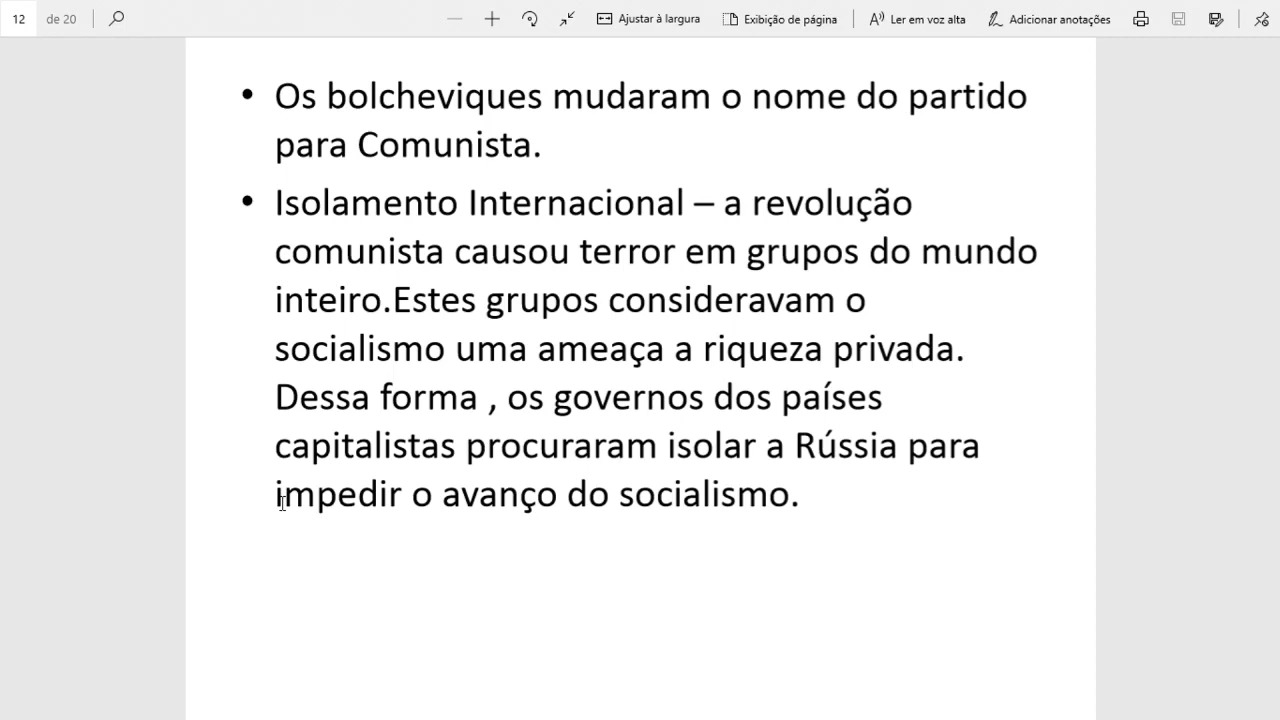 12 de 20 Ajustar à largura Exibição de página Ler em voz alta Adicionar anotações
• Os bolcheviques mudaram o nome do partido
para Comunista.
• Isolamento Internacional – a revolução
comunista causou terror em grupos do mundo
inteiro.Estes grupos consideravam o
socialismo uma ameaça a riqueza privada.
Dessa forma , os governos dos países
capitalistas procuraram isolar a Rússia para
impedir o avanço do socialismo.